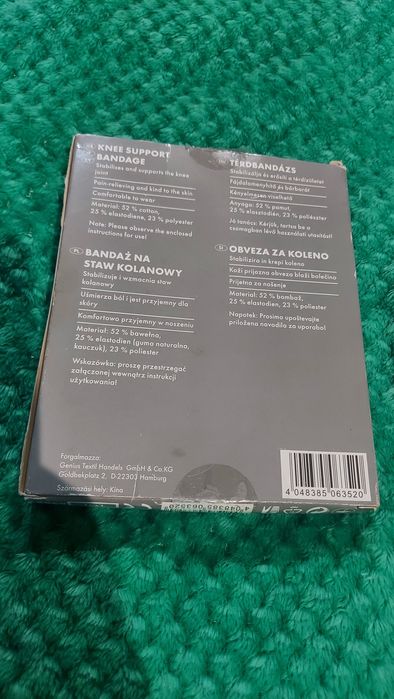 KNEE SUPPORT
BANDAGE
Stabilises and supports the knee
joint
Pain-relieving and kind to the skin
Comfortable to wear
Material: 52 % cotton,
25 % elastodiene, 23 % polyester
Note: Please observe the enclosed
instructions for use!
TÉRDBANDÁZS
Stabilizálja és erősíti a térdízületet
Fájdalomenyhítő és bőrbarát
Kényelmesen viselhető
Anyaga: 52 % pamut,
25 % elasztodién, 23 % poliészter
Jó tanács: Kérjük, tartsa be a
csomagban lévő használati utasítást!
PL
BANDAŻ NA
STAW KOLANOWY
Stabilizuje i wzmacnia staw
kolanowy
Uśmierza ból i jest przyjemny dla
skóry
Komfortowo przyjemny w noszeniu
Materiał: 52 % bawełna,
25 % elastodien (guma naturalna,
kauczuk), 23 % poliester
Wskazówka: proszę przestrzegać
załączonej wewnątrz instrukcji
użytkowania!
SI
OBVEZA ZA KOLENO
Stabilizira in krepi koleno
Koži prijazna obveza blaži bolečino
Prijetna za nošenje
Material: 52 % bombaž,
25 % elastodien, 23 % poliester
Napotek: Prosimo upoštevajte
priložena navodila za uporabo!
Forgalmazza:
Genius Textil Handels GmbH & Co.KG
Goldbekplatz 2, D-22303 Hamburg
Származási hely: Kína
4 048385 063520
4 048385 063520